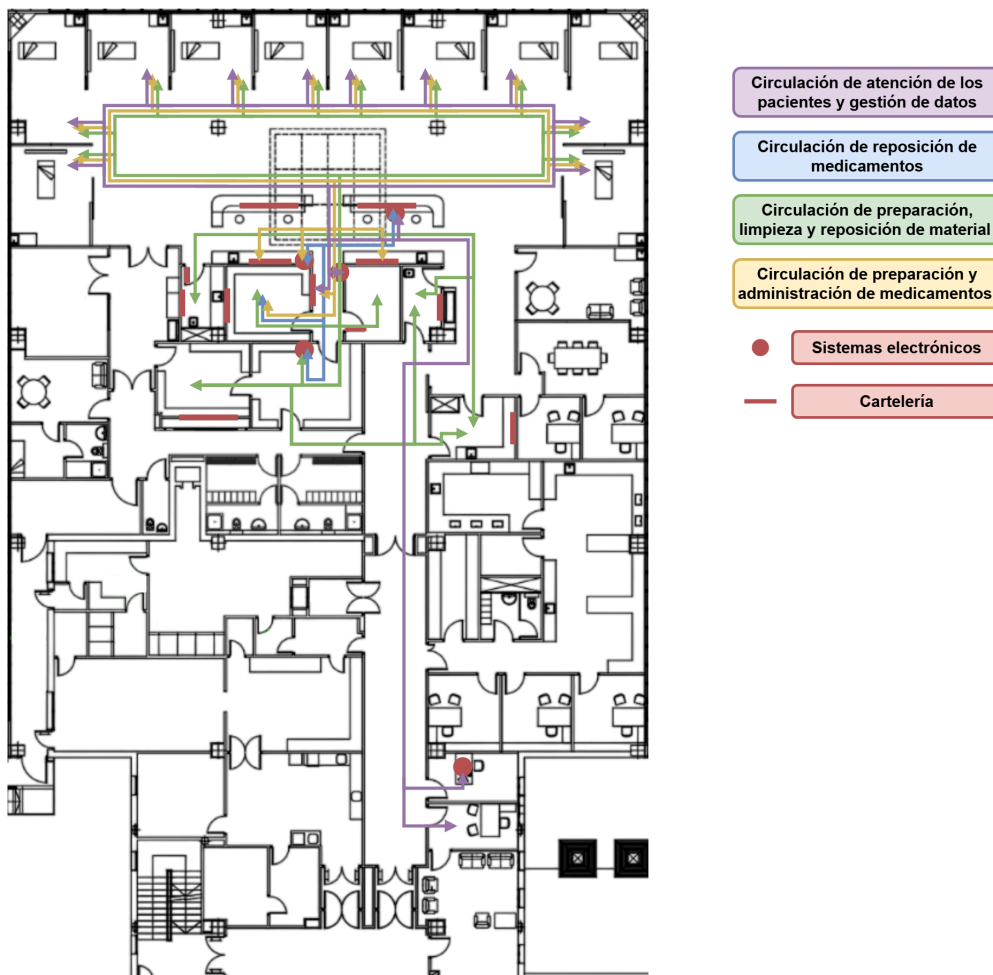 Circulación de atención de los
pacientes y gestión de datos
Circulación de reposición de
medicamentos
Circulación de preparación,
limpieza y reposición de material
Circulación de preparación y
administración de medicamentos
Sistemas electrónicos
Cartelería